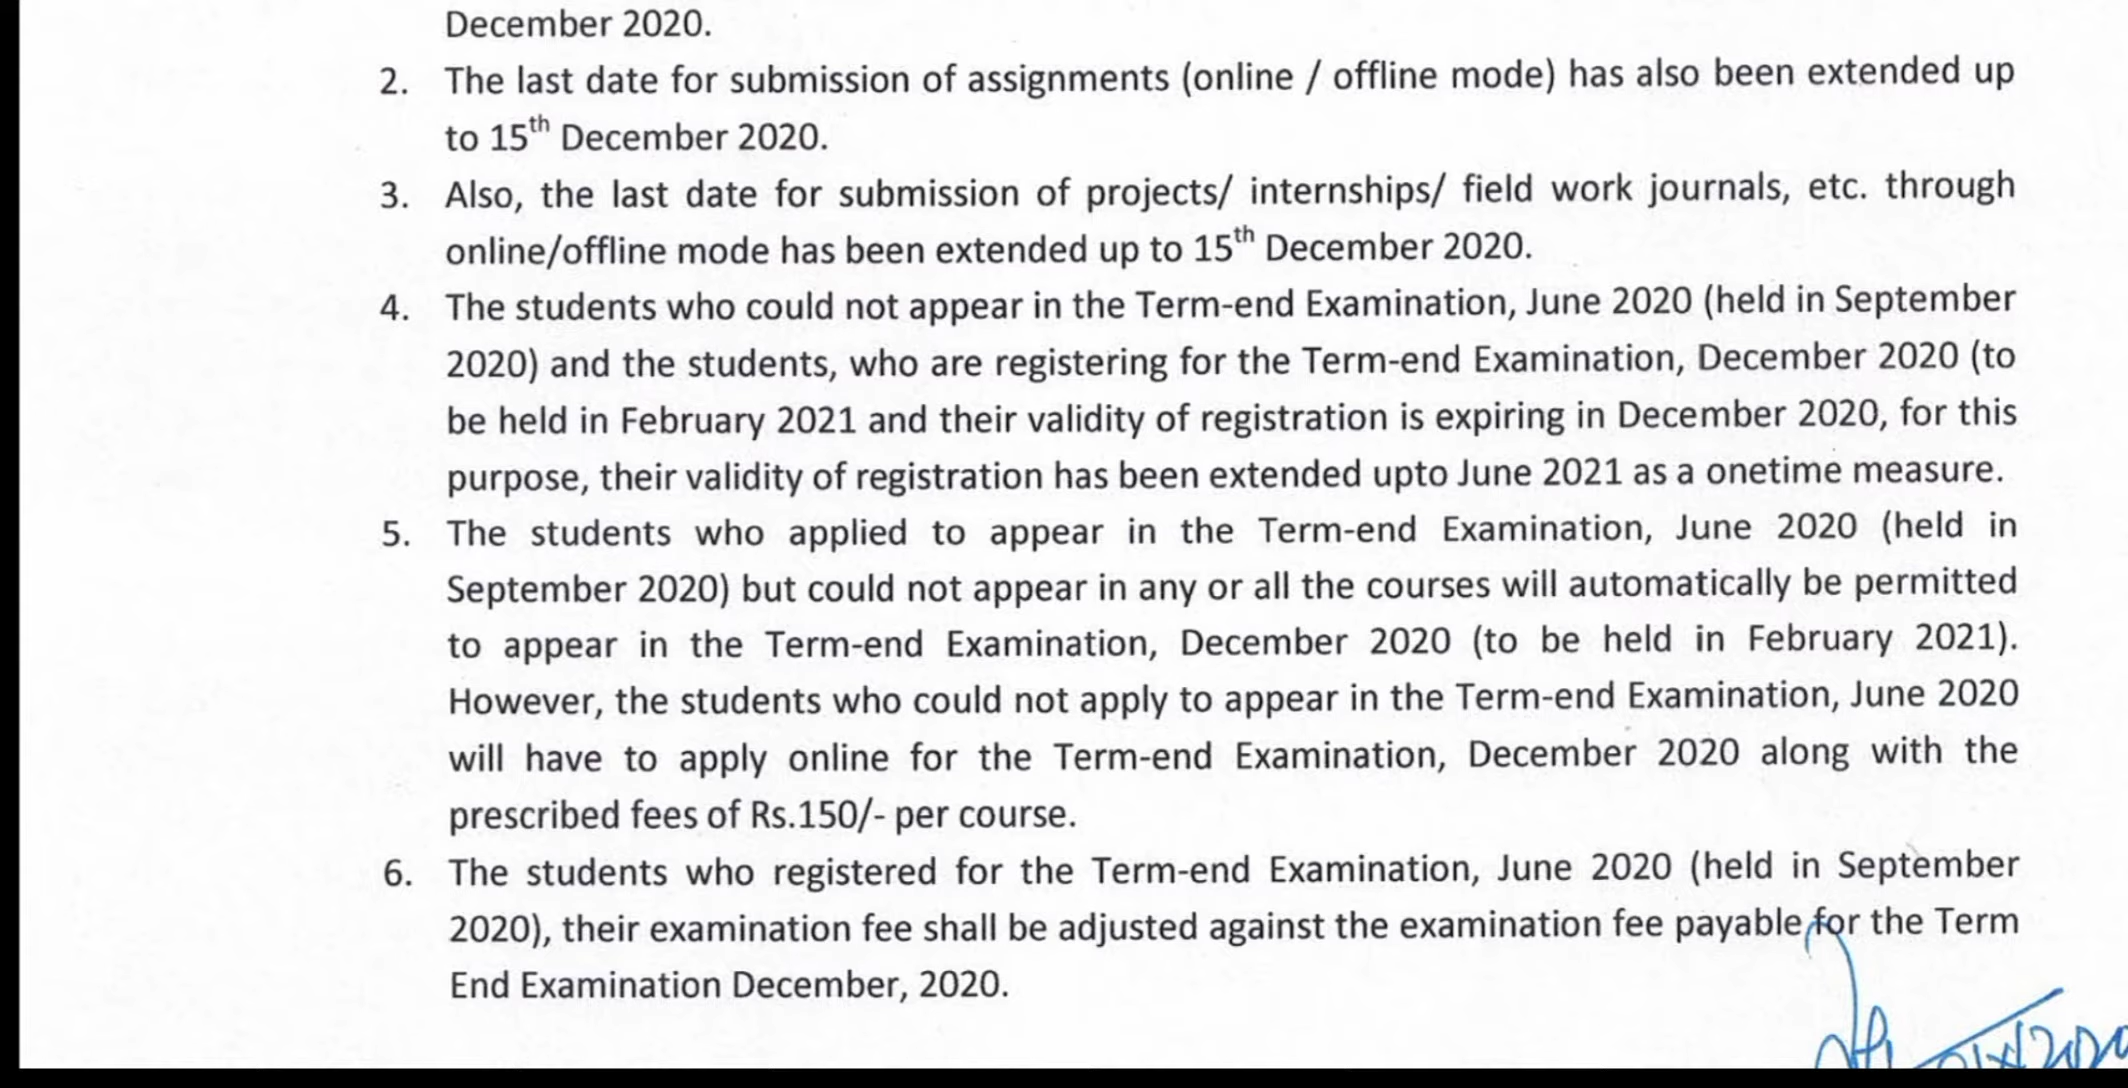 December 2020.
2. The last date for submission of assignments (online / offline mode) has also been extended up
to 15th December 2020.
3. Also, the last date for submission of projects/ internships/ field work journals, etc. through
online/offline mode has been extended up to 15th December 2020.
4. The students who could not appear in the Term-end Examination, June 2020 (held in September
2020) and the students, who are registering for the Term-end Examination, December 2020 (to
be held in February 2021 and their validity of registration is expiring in December 2020, for this
purpose, their validity of registration has been extended upto June 2021 as a onetime measure.
5. The students who applied to appear in the Term-end Examination, June 2020 (held in
September 2020) but could not appear in any or all the courses will automatically be permitted
to appear in the Term-end Examination, December 2020 (to be held in February 2021).
However, the students who could not apply to appear in the Term-end Examination, June 2020
will have to apply online for the Term-end Examination, December 2020 along with the
prescribed fees of Rs.150/- per course.
6. The students who registered for the Term-end Examination, June 2020 (held in September
2020), their examination fee shall be adjusted against the examination fee payable for the Term
End Examination December, 2020.